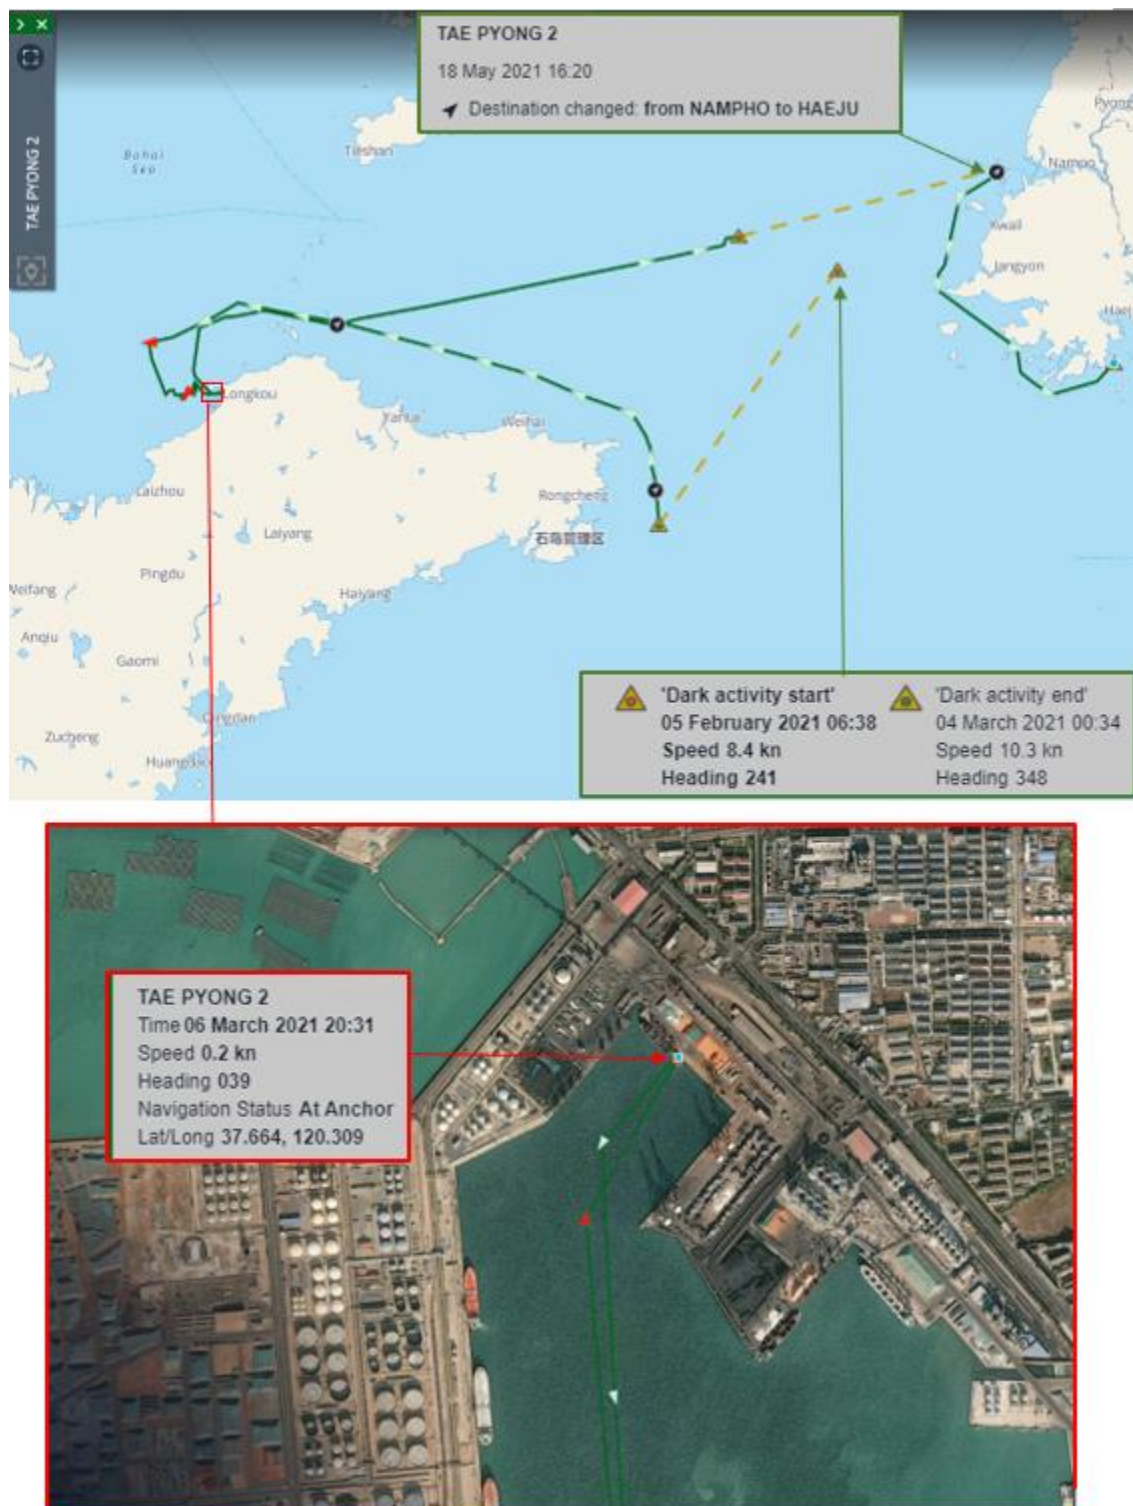 TAE PYONG 2
18 May 2021 16:20
Destination changed: from NAMPHO to HAEJU
TAE PYONG 2
Bohai
Sea
Tieshan
Pyong
Nampo
Kwail
Jangyon
Haej
Longkou
Yantai
Weihai
Laizhou
Rongcheng
石岛管理区
Laiyang
Pingdu
Weifang
Haiyang
Anqiu
Gaomi
Qingdao
Zucheng
Huangdao
'Dark activity start'
05 February 2021 06:38
Speed 8.4 kn
Heading 241
'Dark activity end'
04 March 2021 00:34
Speed 10.3 kn
Heading 348
TAE PYONG 2
Time 06 March 2021 20:31
Speed 0.2 kn
Heading 039
Navigation Status At Anchor
Lat/Long 37.664, 120.309